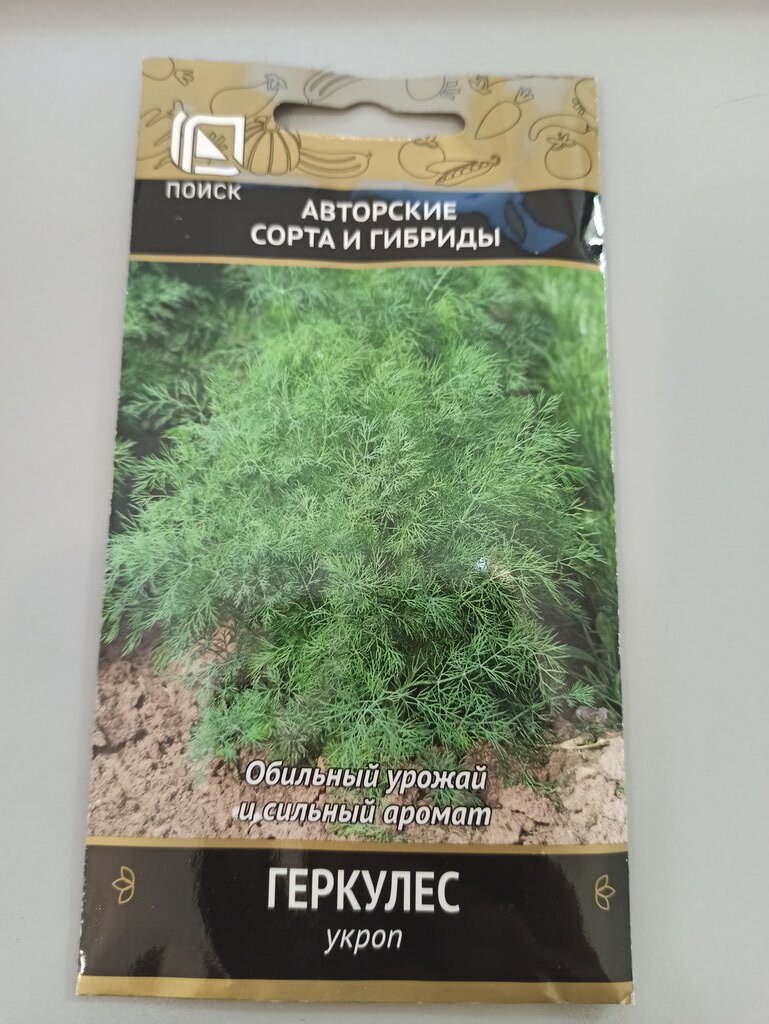 ПОИСК
АВТОРСКИЕ
СОРТА И ГИБРИДЫ
Обильный урожай
и сильный аромат
ГЕРКУЛЕС
укроп